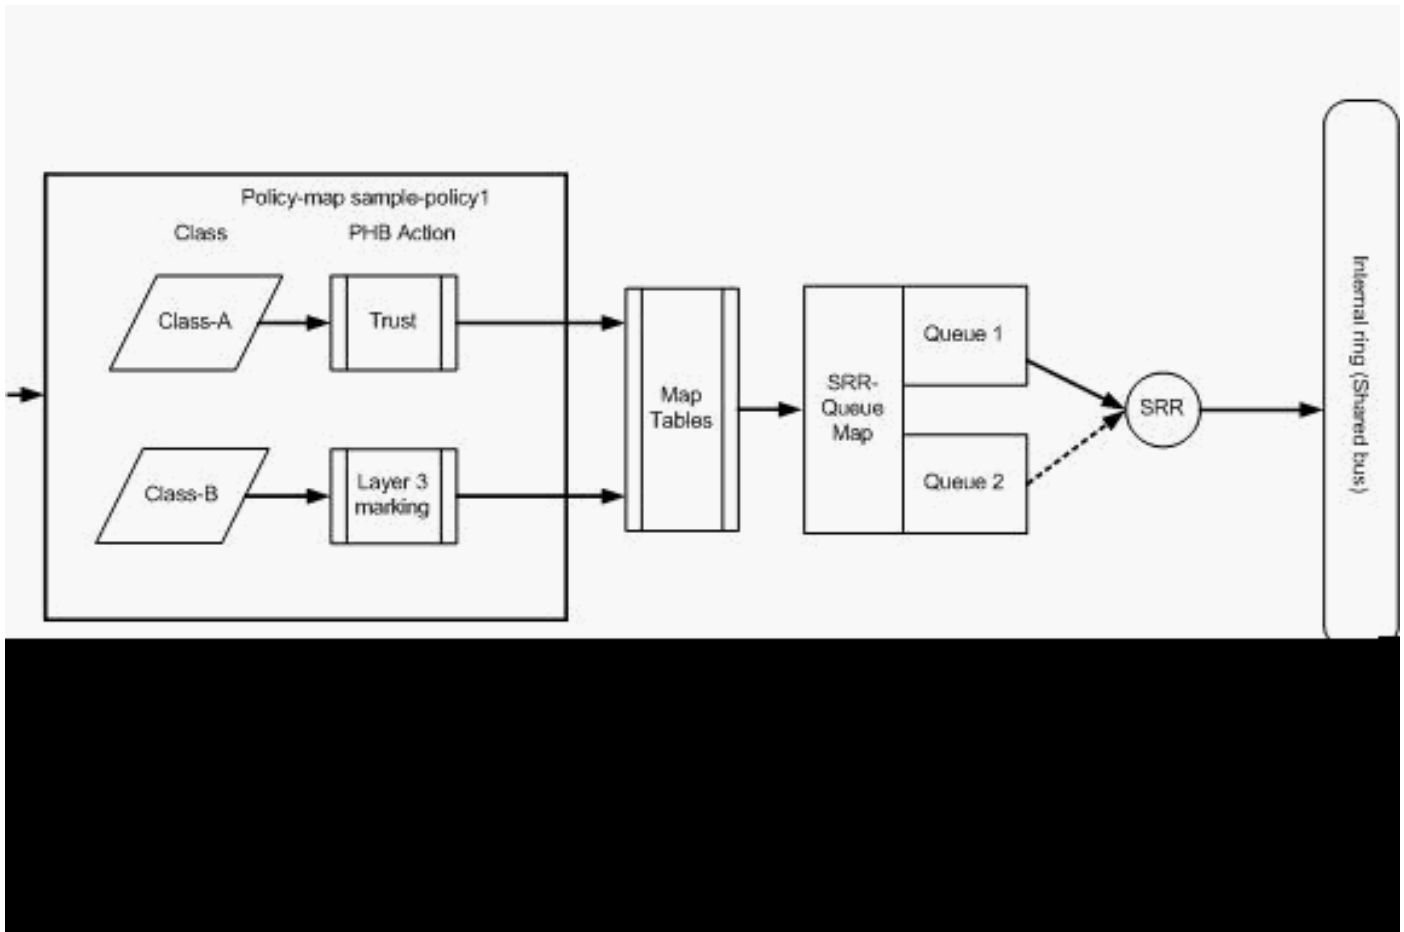 Policy-map sample-policy1
Class
PHB Action
Class-A
Trust
Class-B
Layer 3
marking
Map
Tables
SRR-
Queue
Map
Queue 1
Queue 2
SRR
Internal ring (Shared bus)